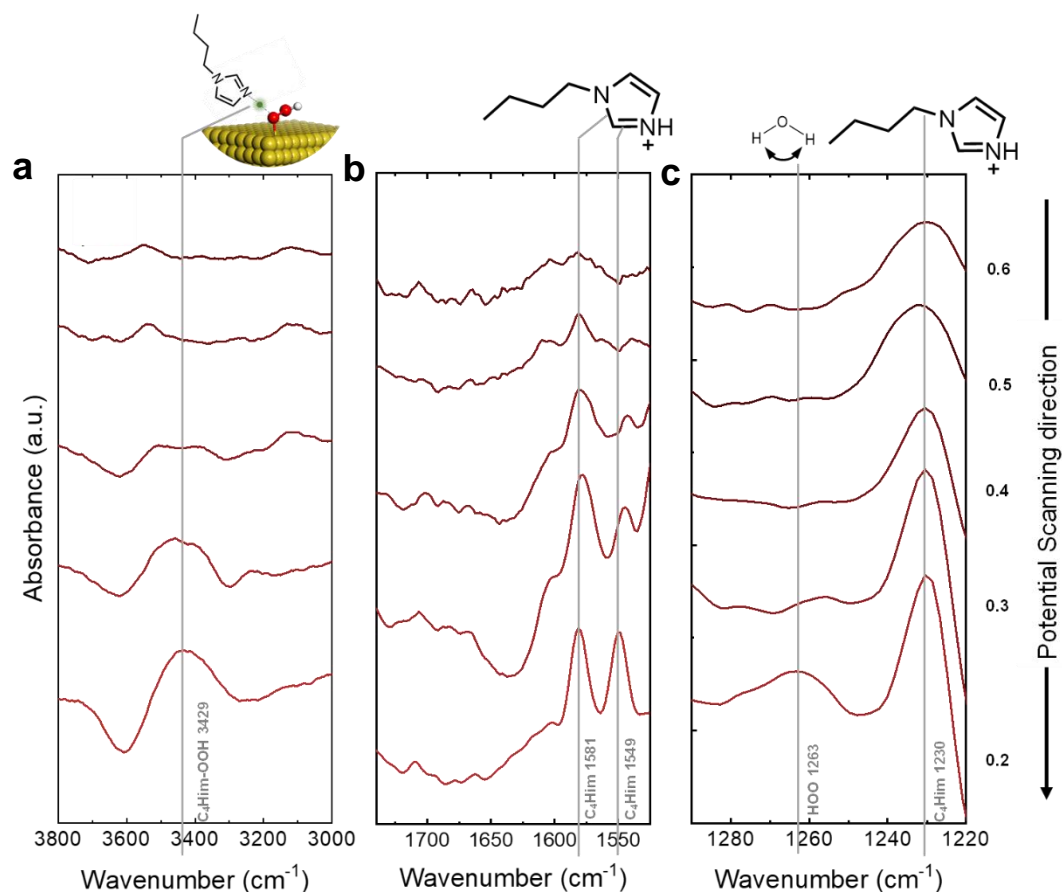 N
N
H
O
H
N
NH
+
N
NH
+
a
b
c
Absorbance (a.u.)
C₄Him-OOH 3429
C₄Him 1581
C₄Him 1549
HOO 1263
C₄Him 1230
0.6
0.5
0.4
0.3
0.2
Potential Scanning direction
3800 3600 3400 3200 3000
1700 1650 1600 1550
1280 1260 1240 1220
Wavenumber (cm⁻¹)
Wavenumber (cm⁻¹)
Wavenumber (cm⁻¹)